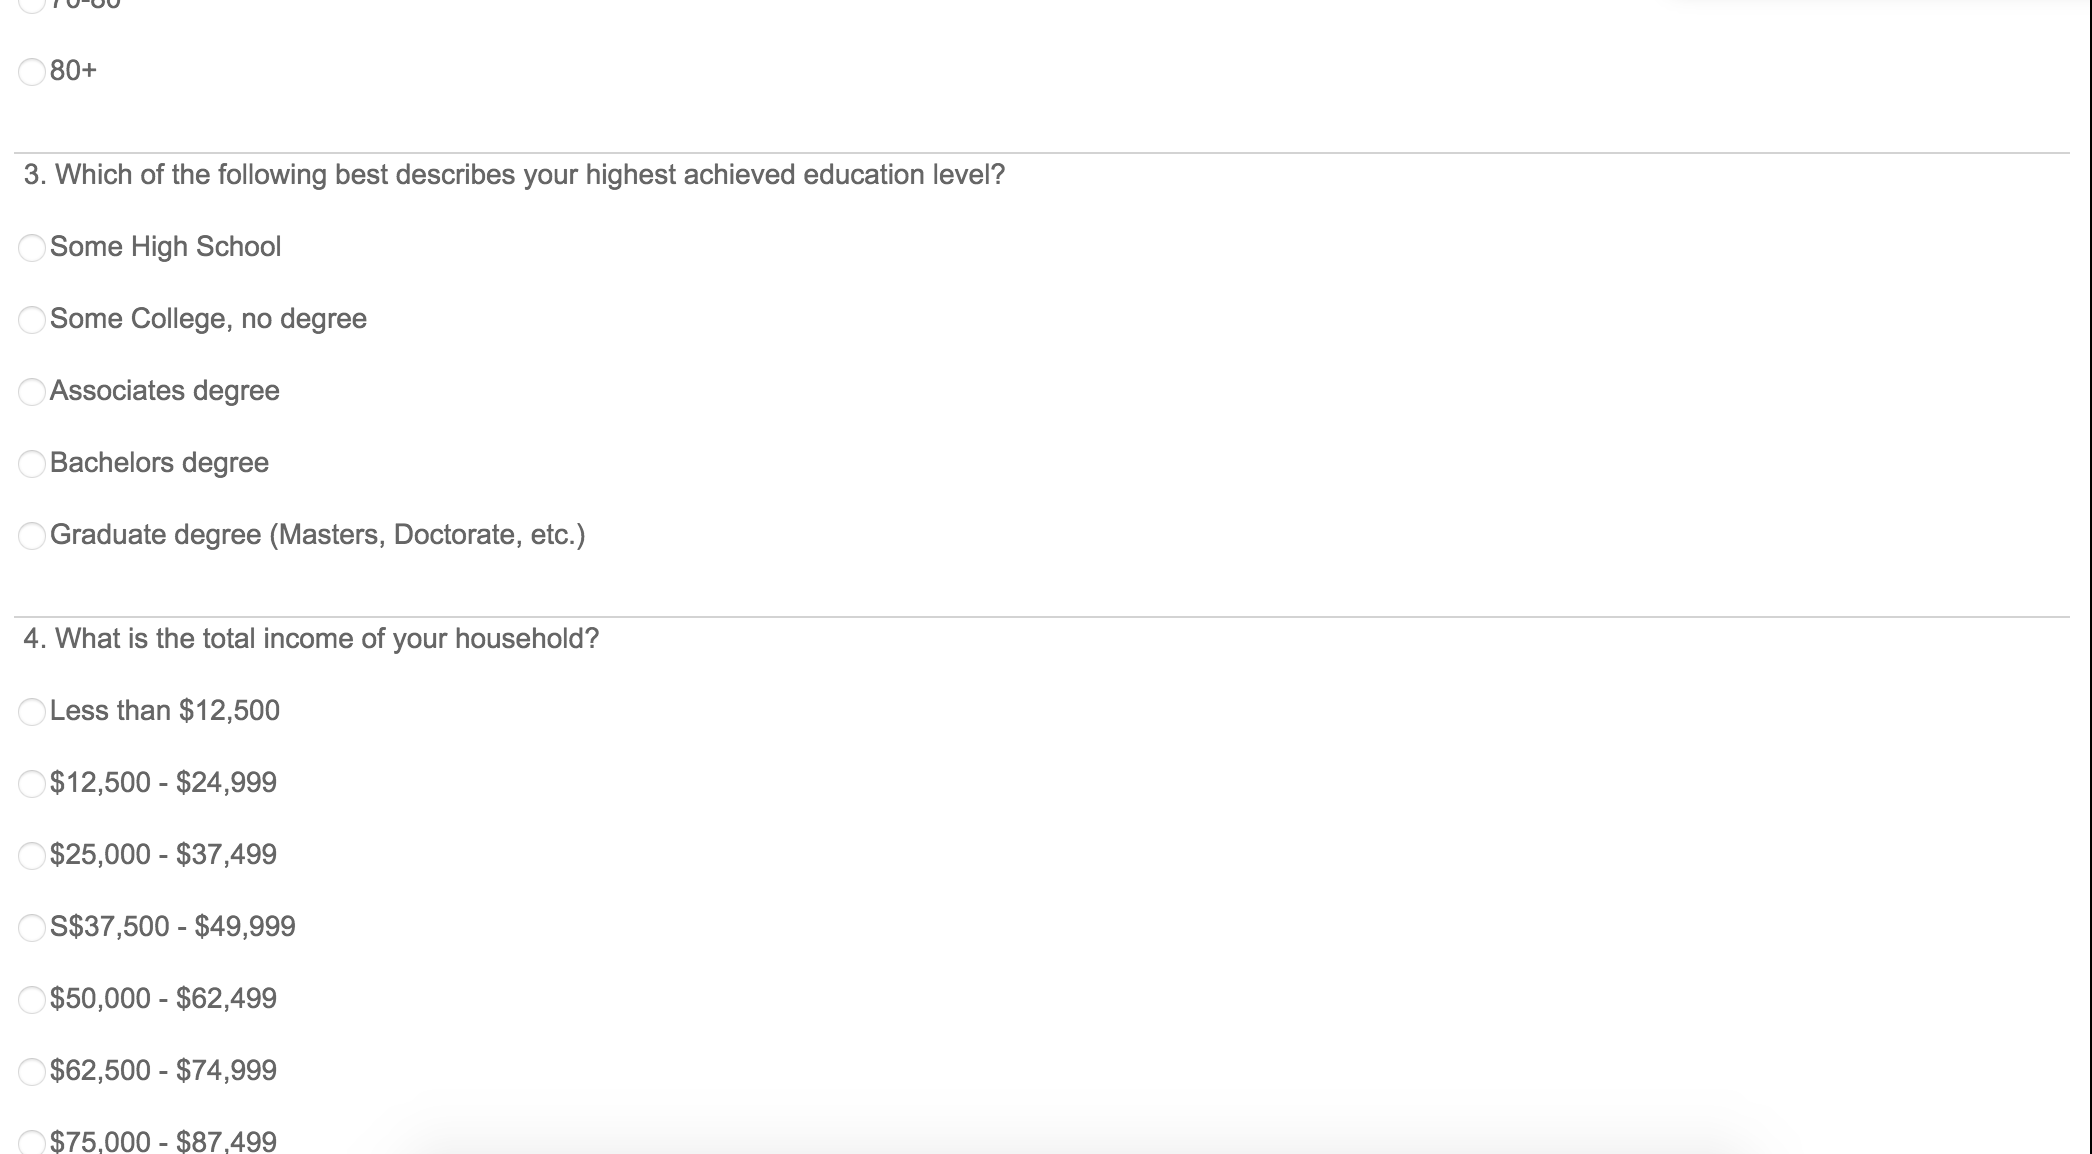 70-80
80+
3. Which of the following best describes your highest achieved education level?
Some High School
Some College, no degree
Associates degree
Bachelors degree
Graduate degree (Masters, Doctorate, etc.)
4. What is the total income of your household?
Less than $12,500
$12,500 - $24,999
$25,000 - $37,499
S$37,500 - $49,999
$50,000 - $62,499
$62,500 - $74,999
$75,000 - $87,499